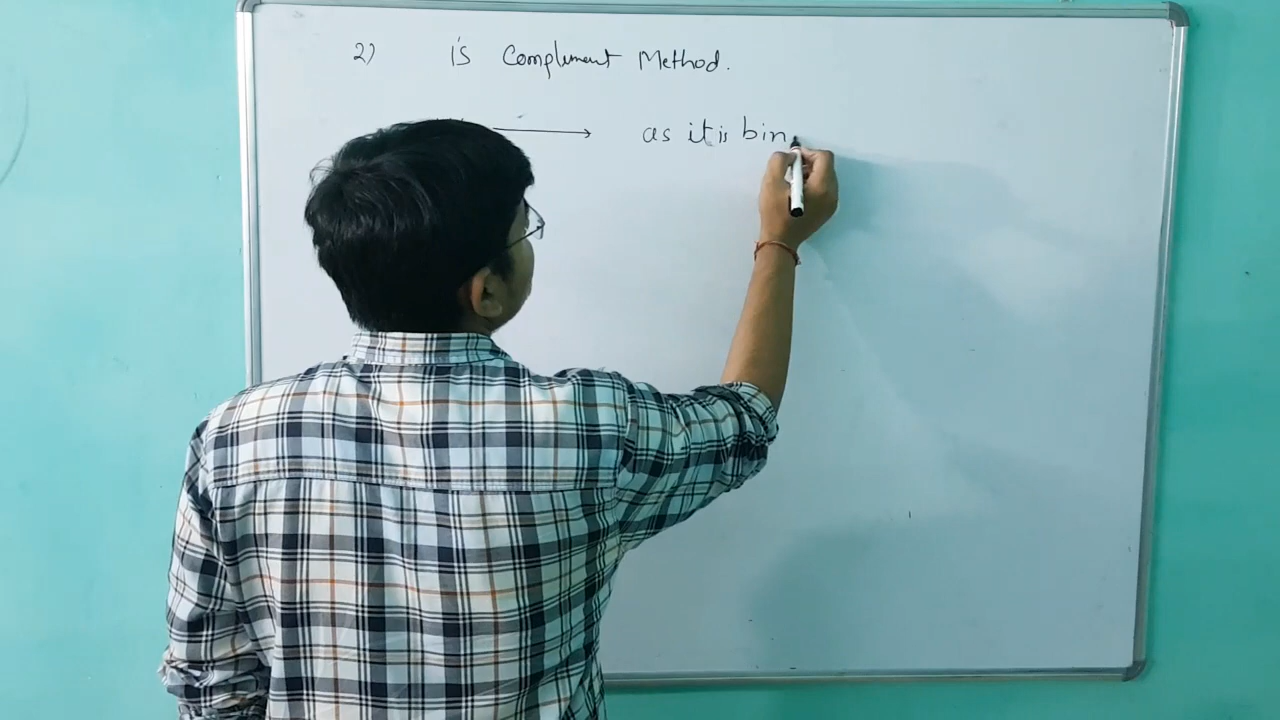 2) 1's Complement Method.
as it is bin